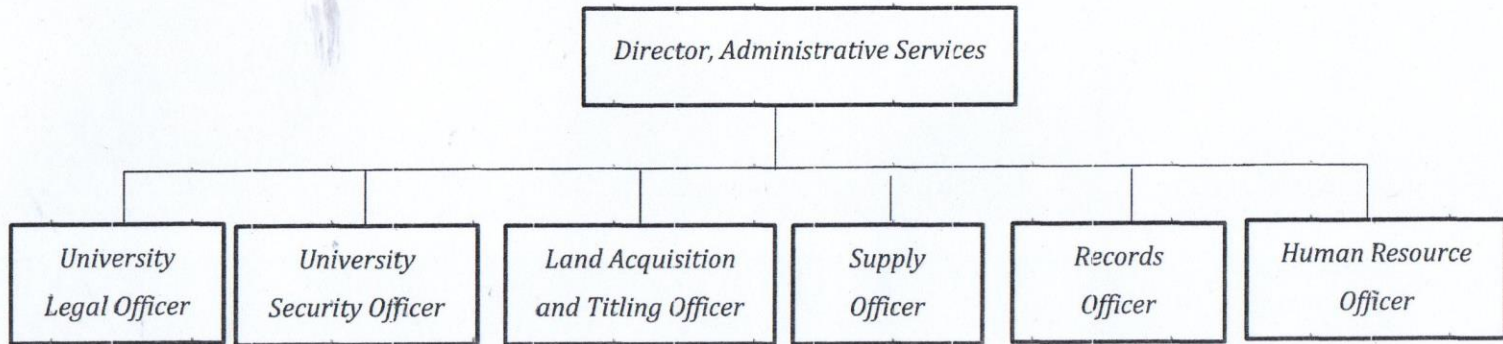 Director, Administrative Services
University
Legal Officer
University
Security Officer
Land Acquisition
and Titling Officer
Supply
Officer
Records
Officer
Human Resource
Officer